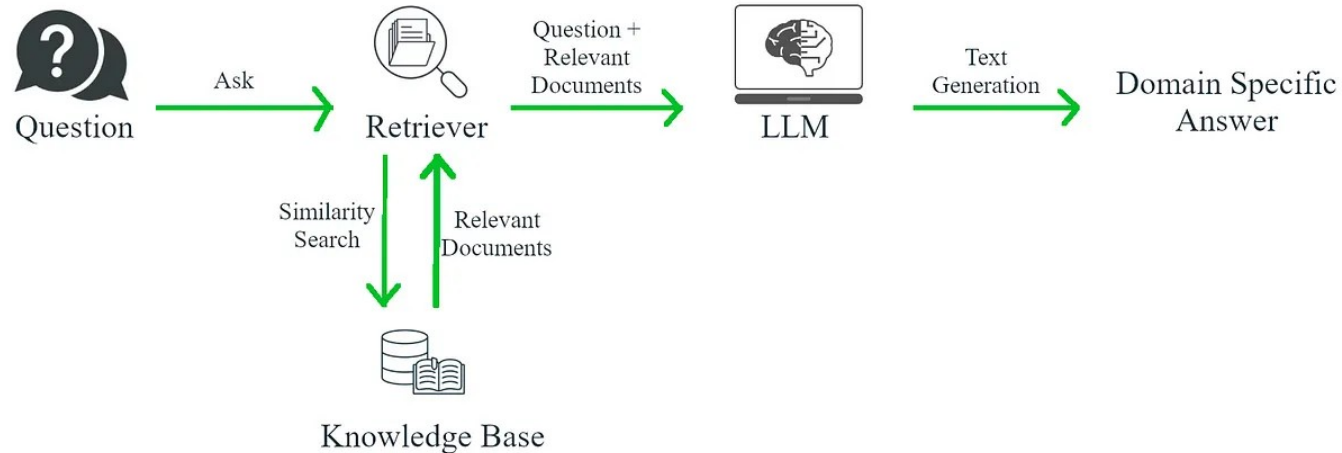 Question
Ask
Retriever
Question +
Relevant
Documents
LLM
Text
Generation
Domain Specific
Answer
Similarity
Search
Relevant
Documents
Knowledge Base